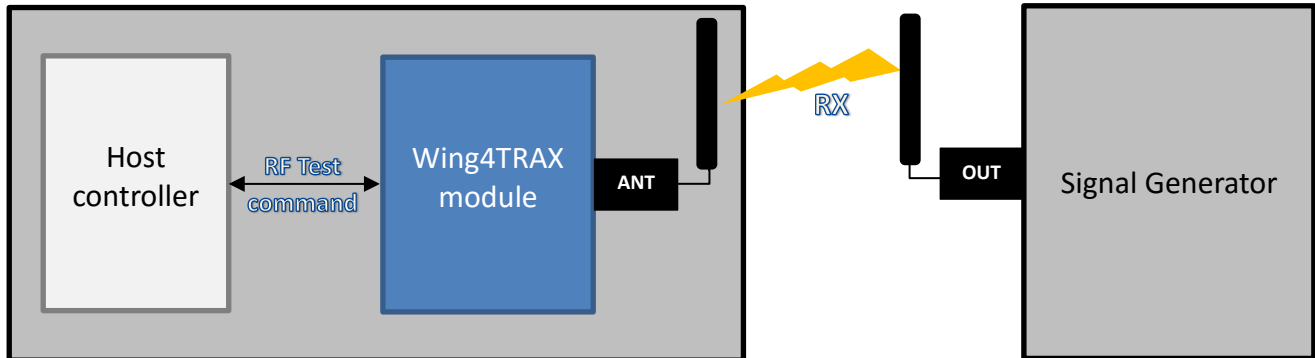 Host
controller
RF Test
command
Wing4TRAX
module
ANT
RX
OUT
Signal Generator